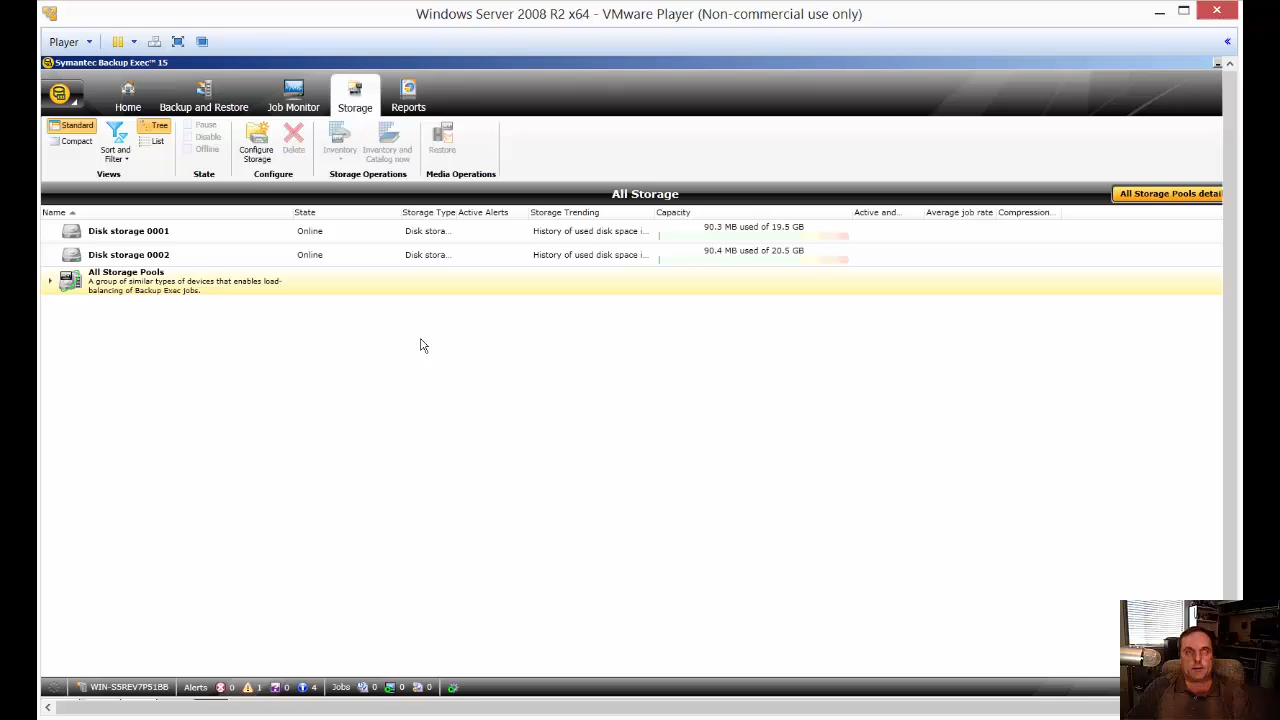 Windows Server 2008 R2 x64 - VMware Player (Non-commercial use only)
Player
Symantec Backup Exec™ 15
Home
Backup and Restore
Job Monitor
Storage
Reports
Standard
Compact
Sort and
Filter
Tree
List
Views
Pause
Disable
Offline
State
Configure
Storage
Delete
Configure
Inventory
Inventory and
Catalog now
Storage Operations
Restore
Media Operations
All Storage
All Storage Pools detai
Name State Storage Type Active Alerts Storage Trending Capacity Active and... Average job rate Compression...
Disk storage 0001 Online Disk stora... History of used disk space i... 90.3 MB used of 19.5 GB
Disk storage 0002 Online Disk stora... History of used disk space i... 90.4 MB used of 20.5 GB
All Storage Pools
A group of similar types of devices that enables load-
balancing of Backup Exec jobs.
WIN-S5REV7P51BB Alerts 0 1 0 4 Jobs 0 0 0